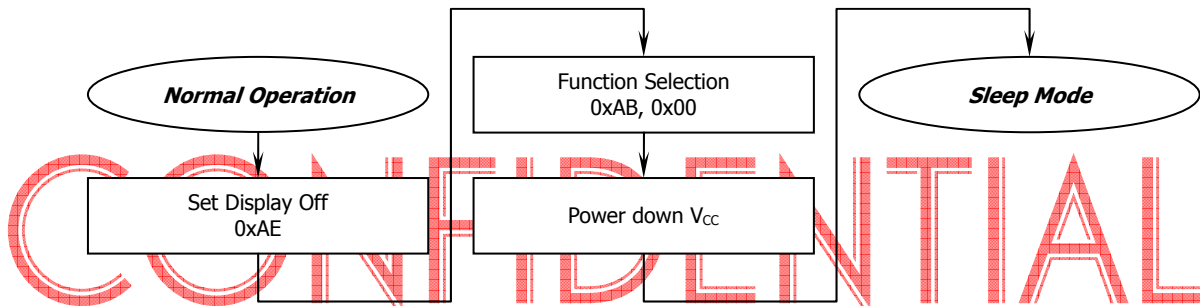 Normal Operation
Set Display Off
0xAE
Function Selection
0xAB, 0x00
Power down VCC
Sleep Mode
CONFIDENTIAL